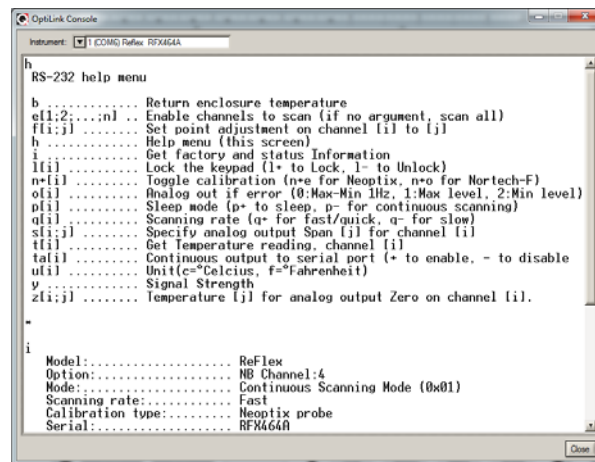 OptiLink Console
Instrument: 1 (COM6) Reflex RFX464A
h
RS-232 help menu
b ............. Return enclosure temperature
e[1;2;...;n] .. Enable channels to scan (if no argument, scan all)
f[i;j] ........ Set point adjustment on channel [i] to [j]
h ............. Help menu (this screen)
i ............. Get factory and status Information
l[i] .......... Lock the keypad (l+ to Lock, l- to Unlock)
n+[i] ......... Toggle calibration (n+e for Neoptix, n+o for Nortech-F)
o[i] .......... Analog out if error (0:Max-Min 1Hz, 1:Max level, 2:Min level)
p[i] .......... Sleep mode (p+ to sleep, p- for continuous scanning)
q[i] .......... Scanning rate (q+ for fast/quick, q- for slow)
s[i;j] ........ Specify analog output Span [j] for channel [i]
t[i] .......... Get Temperature reading, channel [i]
ta[i] ......... Continuous output to serial port (+ to enable, - to disable
u[i] .......... Unit(c=°Celcius, f=°Fahrenheit)
y ............. Signal Strength
z[i;j] ........ Temperature [j] for analog output Zero on channel [i].
*
i
Model:.................... ReFlex
Option:................... NB Channel:4
Mode:..................... Continuous Scanning Mode (0x01)
Scanning rate:............ Fast
Calibration type:......... Neoptix probe
Serial:................... RFX464A
Close